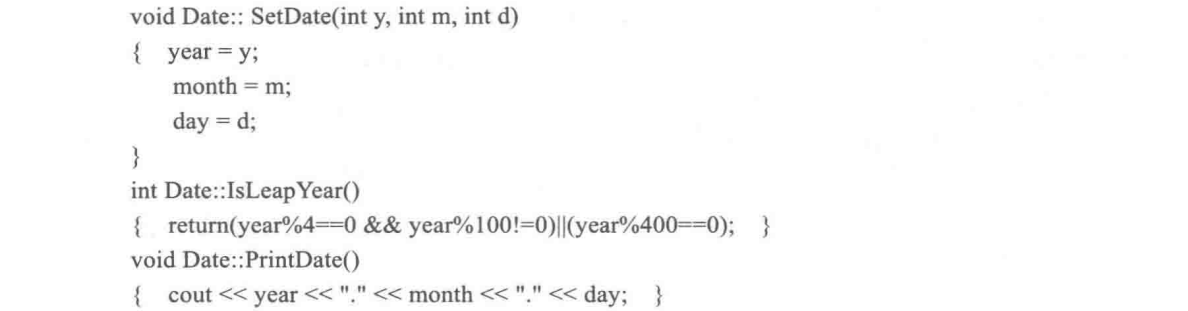 void Date:: SetDate(int y, int m, int d)
{ year = y;
month = m;
day = d;
}
int Date::IsLeapYear()
{ return(year%4==0 && year%100!=0)||(year%400==0); }
void Date::PrintDate()
{ cout << year << "." << month << "." << day; }